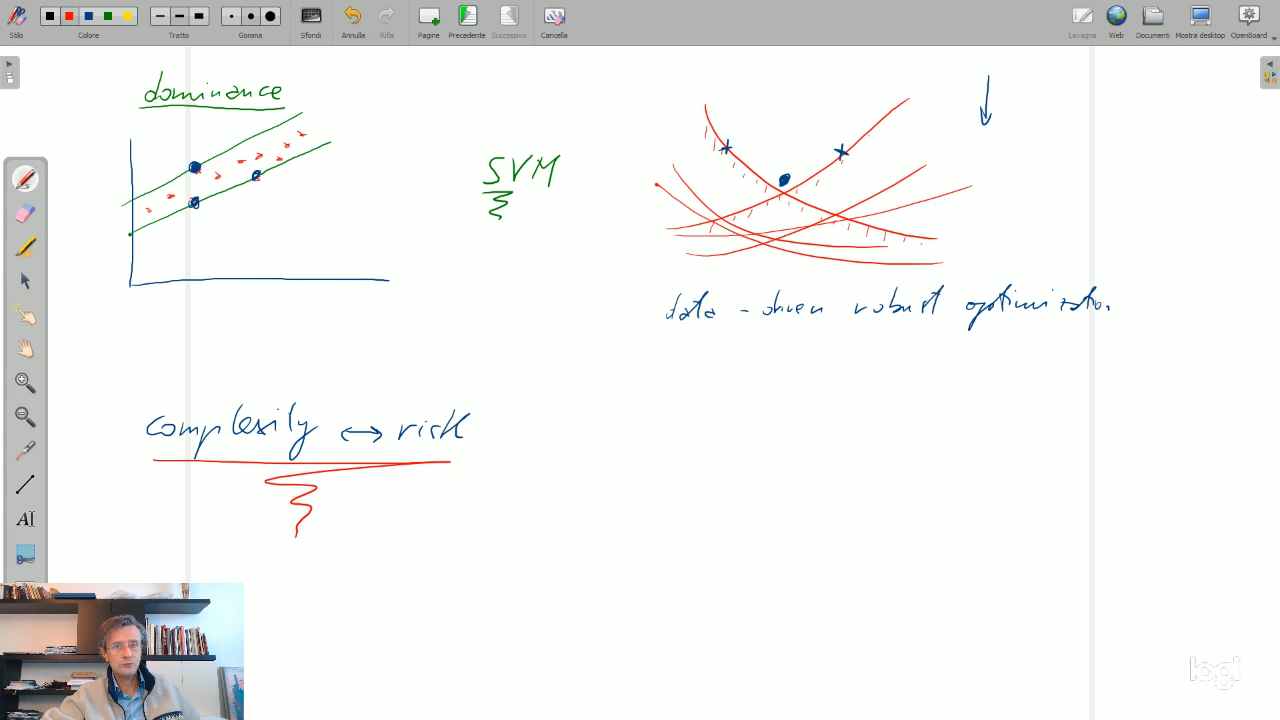 Stilo Colore Tratto Gomma Sfondi Annulla Rifai Pagine Precedente Successivo Cancella Lavagna Web Documenti Mostra desktop OpenBoard
dominance
SVM
data - driven robust optimization
complexity ↔ risk
logi